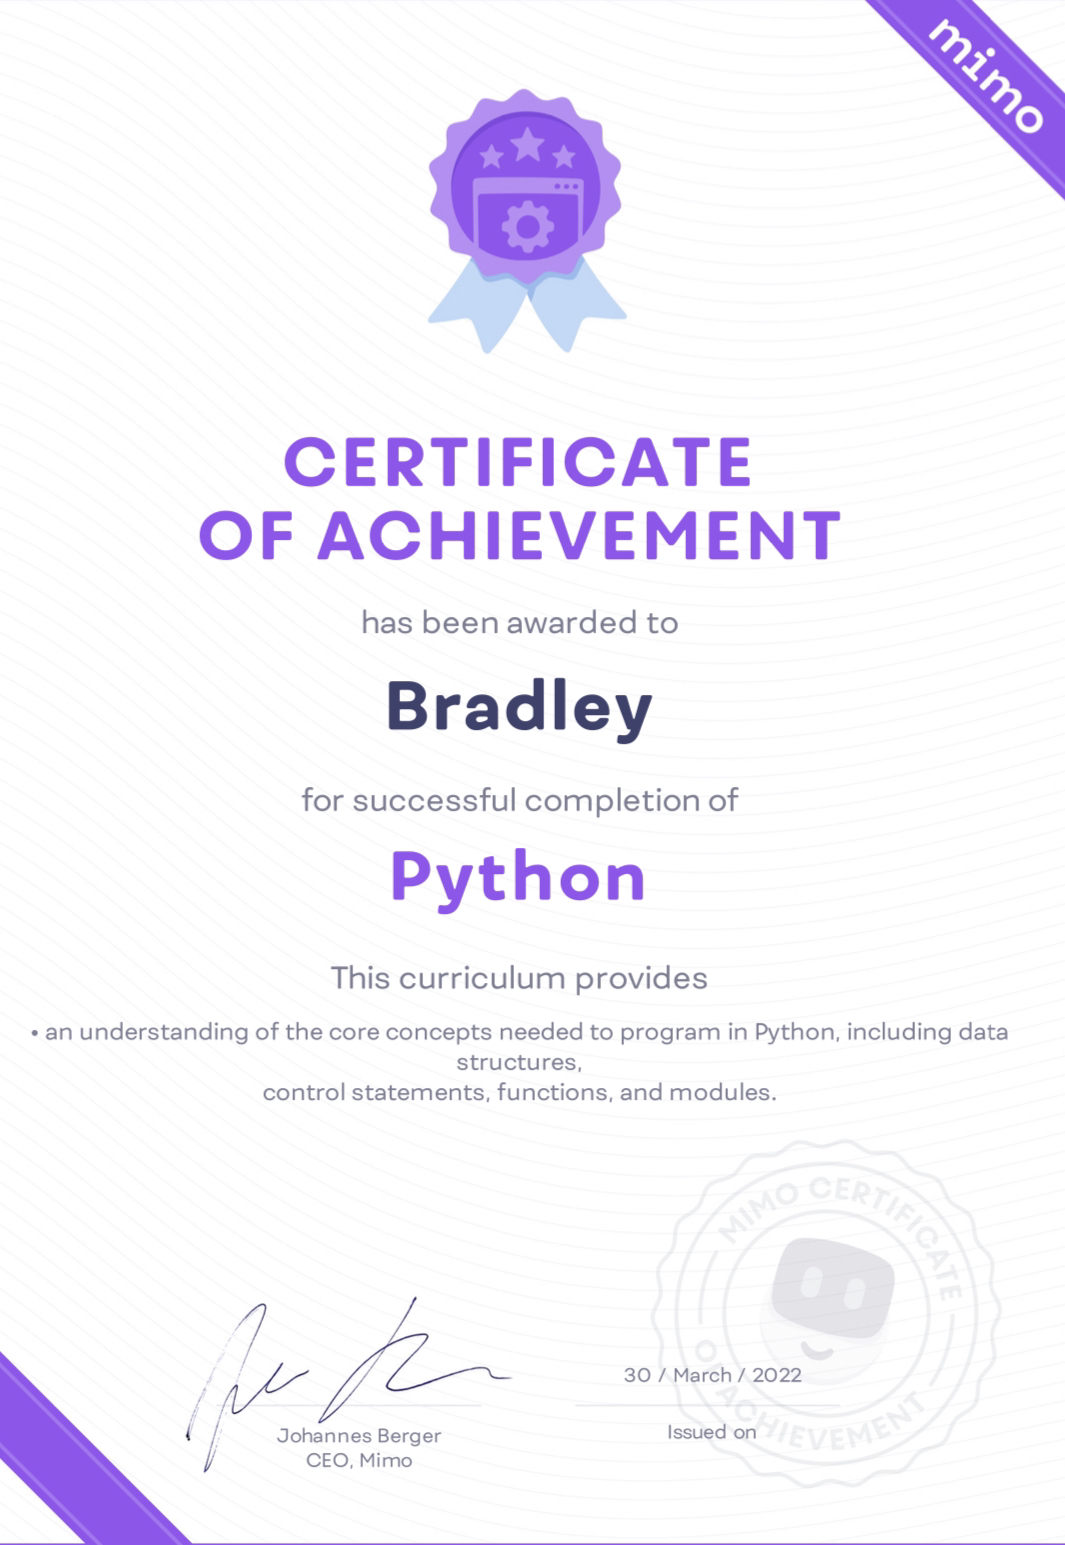 mimo
CERTIFICATE
OF ACHIEVEMENT
has been awarded to
Bradley
for successful completion of
Python
This curriculum provides
• an understanding of the core concepts needed to program in Python, including data
structures,
control statements, functions, and modules.
MIMO CERTIFICATE
OF ACHIEVEMENT
30 / March / 2022
Issued on
Johannes Berger
CEO, Mimo